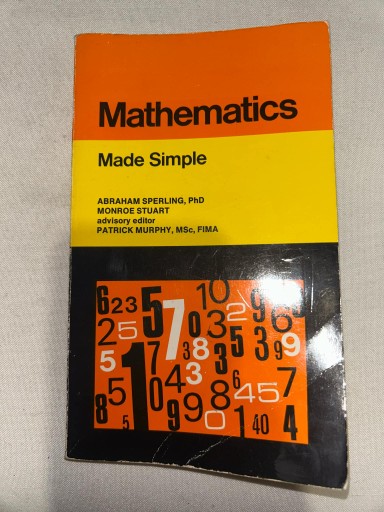 Mathematics
Made Simple
ABRAHAM SPERLING, PhD
MONROE STUART
advisory editor
PATRICK MURPHY, MSc, FIMA